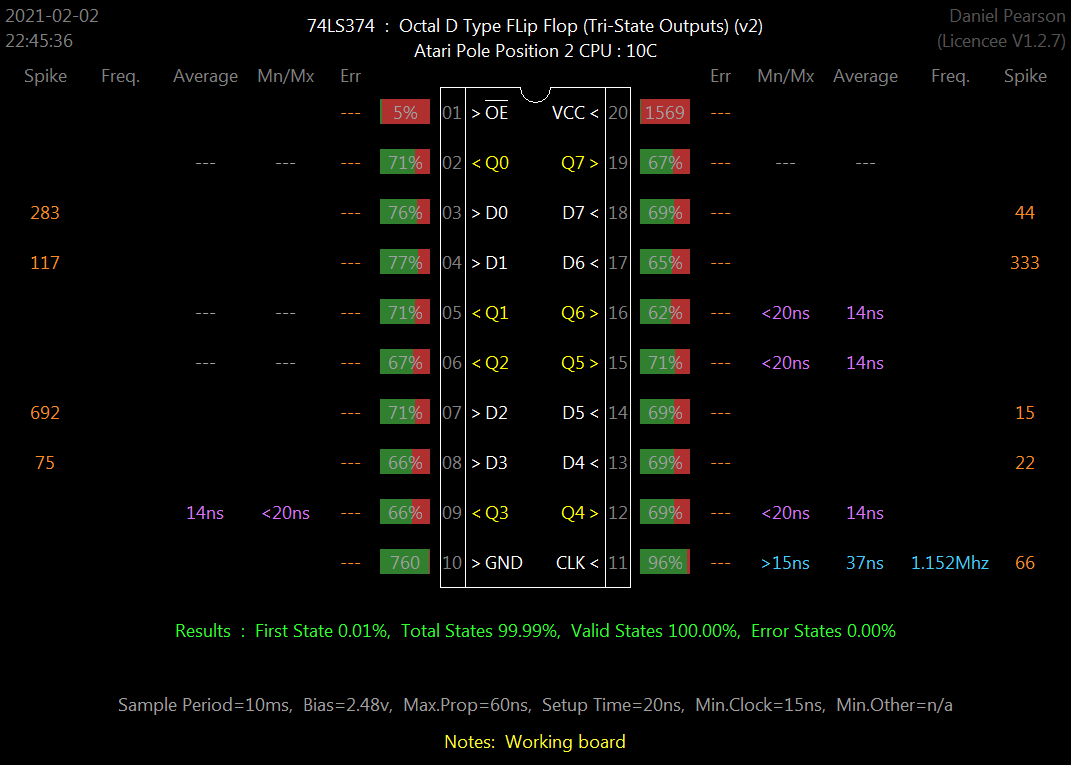 2021-02-02 74LS374 : Octal D Type FLip Flop (Tri-State Outputs) (v2) Daniel Pearson
22:45:36 Atari Pole Position 2 CPU : 10C (Licencee V1.2.7)
Spike Freq. Average Mn/Mx Err Err Mn/Mx Average Freq. Spike
--- 5% 01 > OE VCC < 20 1569 ---
--- --- --- 71% 02 < Q0 Q7 > 19 67% --- --- ---
283 --- 76% 03 > D0 D7 < 18 69% --- 44
117 --- 77% 04 > D1 D6 < 17 65% --- 333
--- --- --- 71% 05 < Q1 Q6 > 16 62% --- <20ns 14ns
--- --- --- 67% 06 < Q2 Q5 > 15 71% --- <20ns 14ns
692 --- 71% 07 > D2 D5 < 14 69% --- 15
75 --- 66% 08 > D3 D4 < 13 69% --- 22
14ns <20ns --- 66% 09 < Q3 Q4 > 12 69% --- <20ns 14ns
--- 760 10 > GND CLK < 11 96% --- >15ns 37ns 1.152Mhz 66
Results : First State 0.01%, Total States 99.99%, Valid States 100.00%, Error States 0.00%
Sample Period=10ms, Bias=2.48v, Max.Prop=60ns, Setup Time=20ns, Min.Clock=15ns, Min.Other=n/a
Notes: Working board